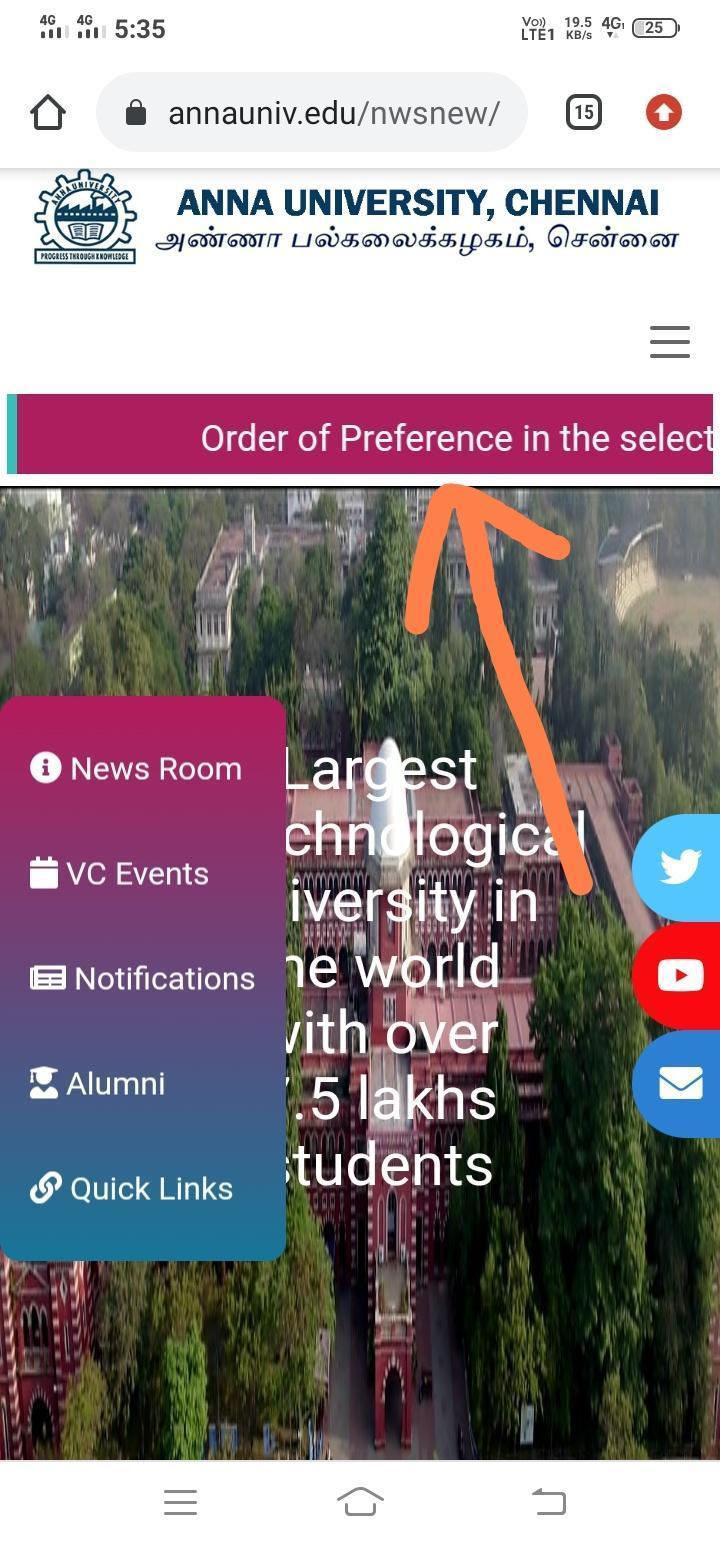 4G 4G 5:35 Vo)) LTE1 19.5 KB/s 4G 25
annauniv.edu/nwsnew/ 15
ANNA UNIVERSITY
PROGRESS THROUGH KNOWLEDGE
ANNA UNIVERSITY, CHENNAI
அண்ணா பல்கலைக்கழகம், சென்னை
Order of Preference in the select
News Room
VC Events
Notifications
Alumni
Quick Links
Largest
chnological
iversity in
he world
with over
7.5 lakhs
students